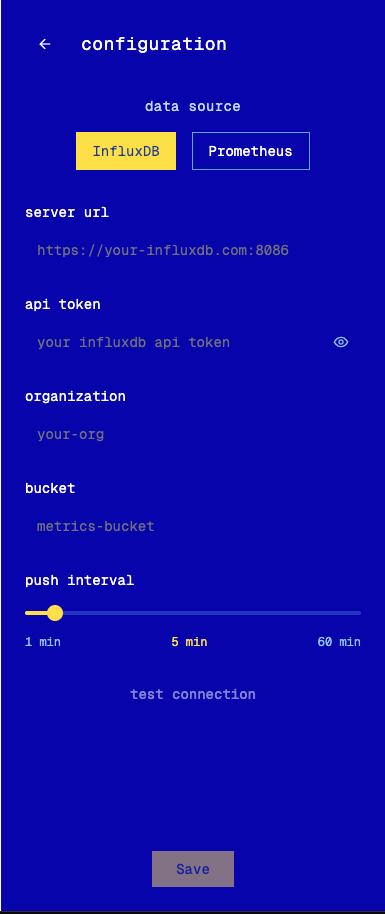 configuration
data source
InfluxDB Prometheus
server url
https://your-influxdb.com:8086
api token
your influxdb api token
organization
your-org
bucket
metrics-bucket
push interval
1 min 5 min 60 min
test connection
Save